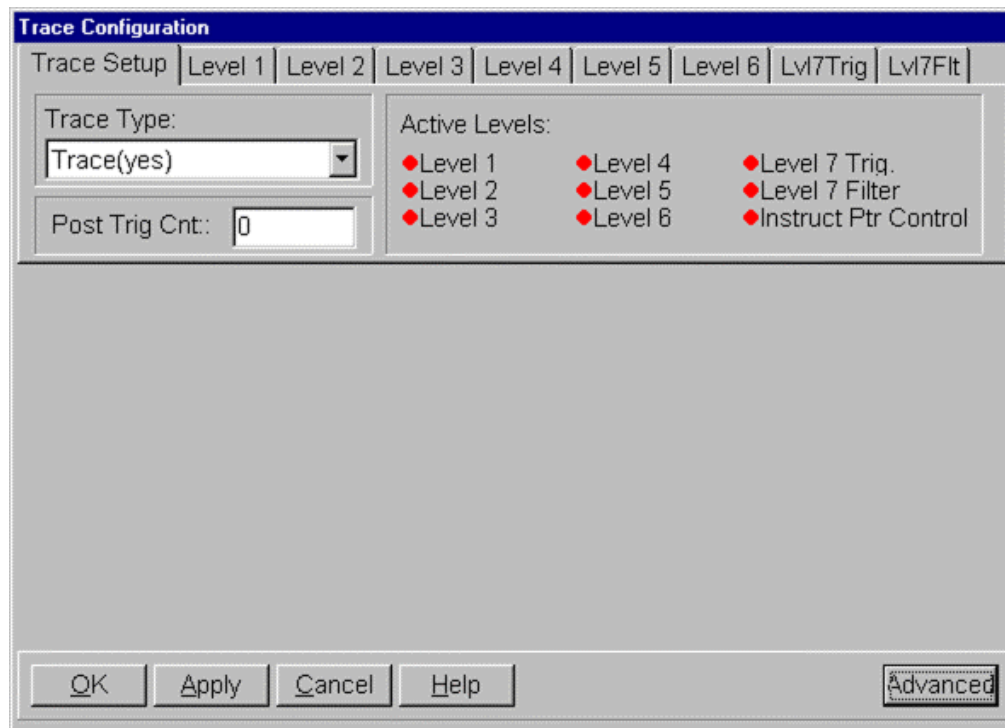 Trace Configuration
Trace Setup Level 1 Level 2 Level 3 Level 4 Level 5 Level 6 Lvl7Trig Lvl7Flt
Trace Type:
Trace(yes)
Post Trig Cnt.: 0
Active Levels:
Level 1 Level 4 Level 7 Trig.
Level 2 Level 5 Level 7 Filter
Level 3 Level 6 Instruct Ptr Control
OK Apply Cancel Help Advanced